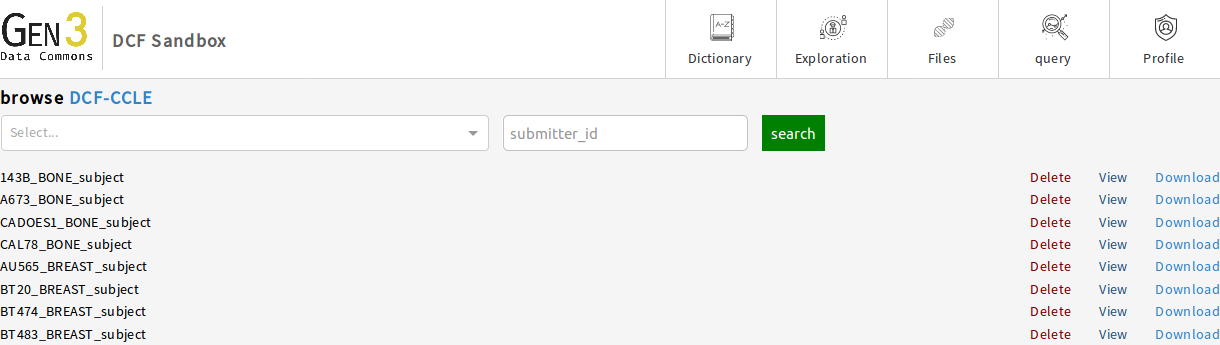 GEN3
Data Commons
DCF Sandbox
A-Z
Dictionary
Exploration
Files
query
Profile
browse DCF-CCLE
Select...
submitter_id
search
143B_BONE_subject Delete View Download
A673_BONE_subject Delete View Download
CADOES1_BONE_subject Delete View Download
CAL78_BONE_subject Delete View Download
AU565_BREAST_subject Delete View Download
BT20_BREAST_subject Delete View Download
BT474_BREAST_subject Delete View Download
BT483_BREAST_subject Delete View Download